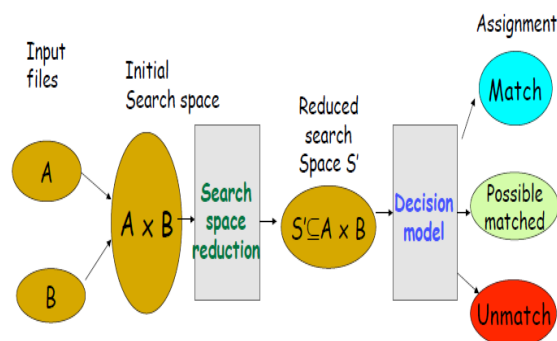 Input
files
A
B
Initial
Search space
A x B
Search
space
reduction
Reduced
search
Space S'
S'⊆A x B
Decision
model
Assignment
Match
Possible
matched
Unmatch